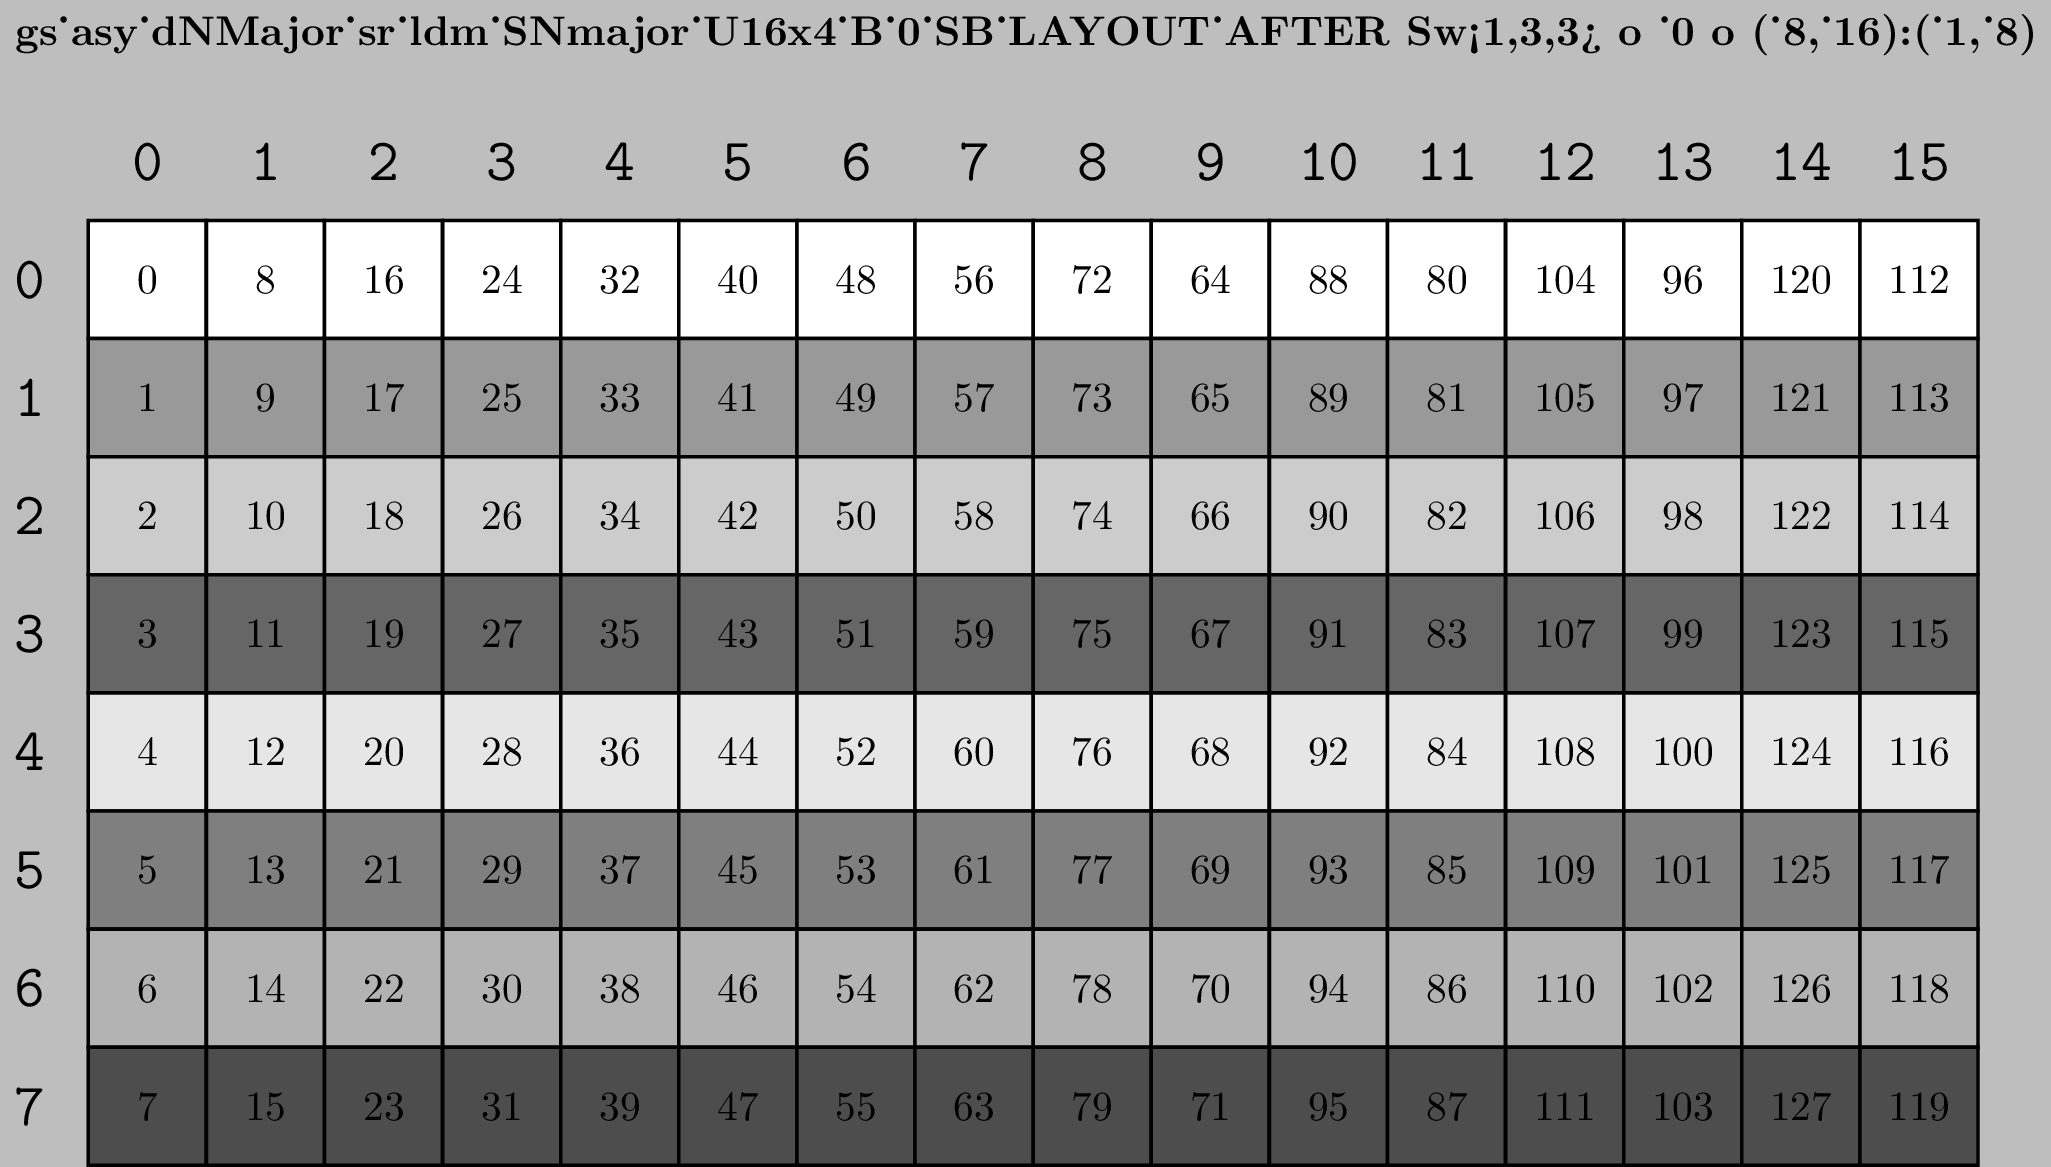 gs˙asy˙dNMajor˙sr˙ldm˙SNmajor˙U16x4˙B˙0˙SB˙LAYOUT˙AFTER Sw¡1,3,3¿ o ˙0 o (˙8,˙16):(˙1,˙8)
0 1 2 3 4 5 6 7 8 9 10 11 12 13 14 15
0 0 8 16 24 32 40 48 56 72 64 88 80 104 96 120 112
1 1 9 17 25 33 41 49 57 73 65 89 81 105 97 121 113
2 2 10 18 26 34 42 50 58 74 66 90 82 106 98 122 114
3 3 11 19 27 35 43 51 59 75 67 91 83 107 99 123 115
4 4 12 20 28 36 44 52 60 76 68 92 84 108 100 124 116
5 5 13 21 29 37 45 53 61 77 69 93 85 109 101 125 117
6 6 14 22 30 38 46 54 62 78 70 94 86 110 102 126 118
7 7 15 23 31 39 47 55 63 79 71 95 87 111 103 127 119